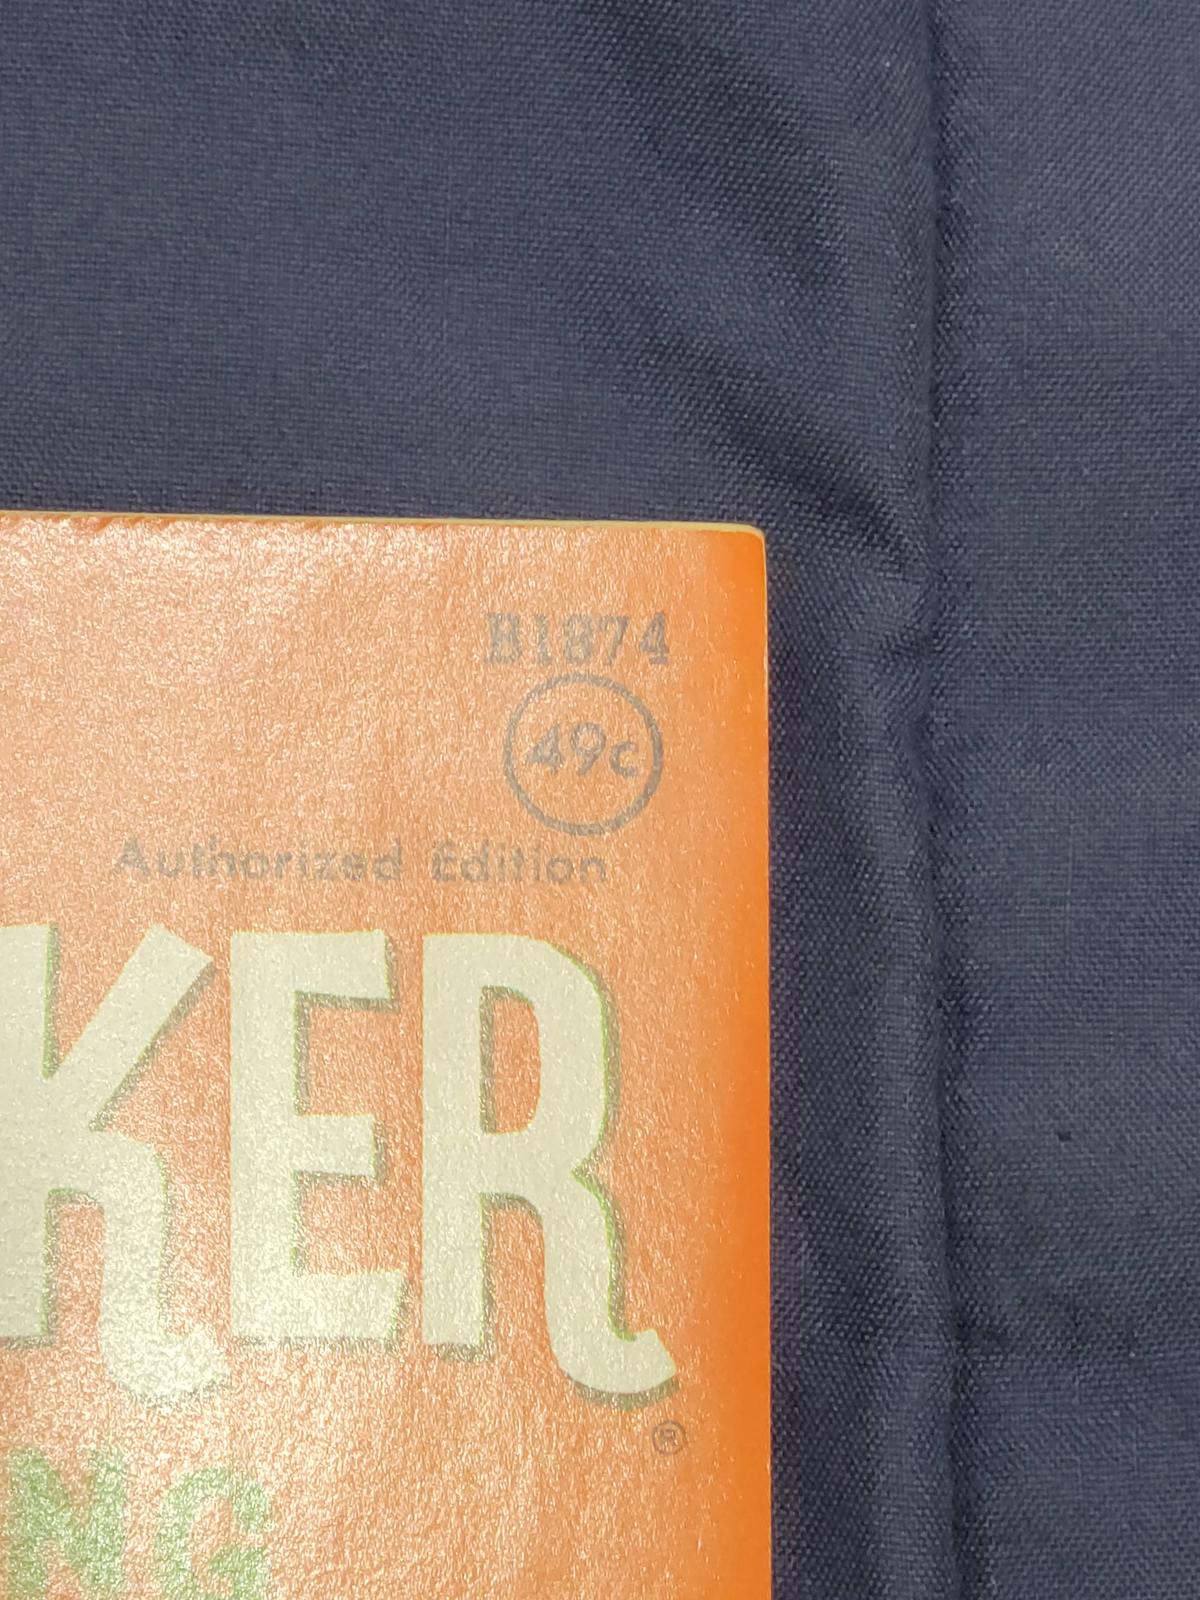 B1874
49c
Authorized Edition
KER
®
NG